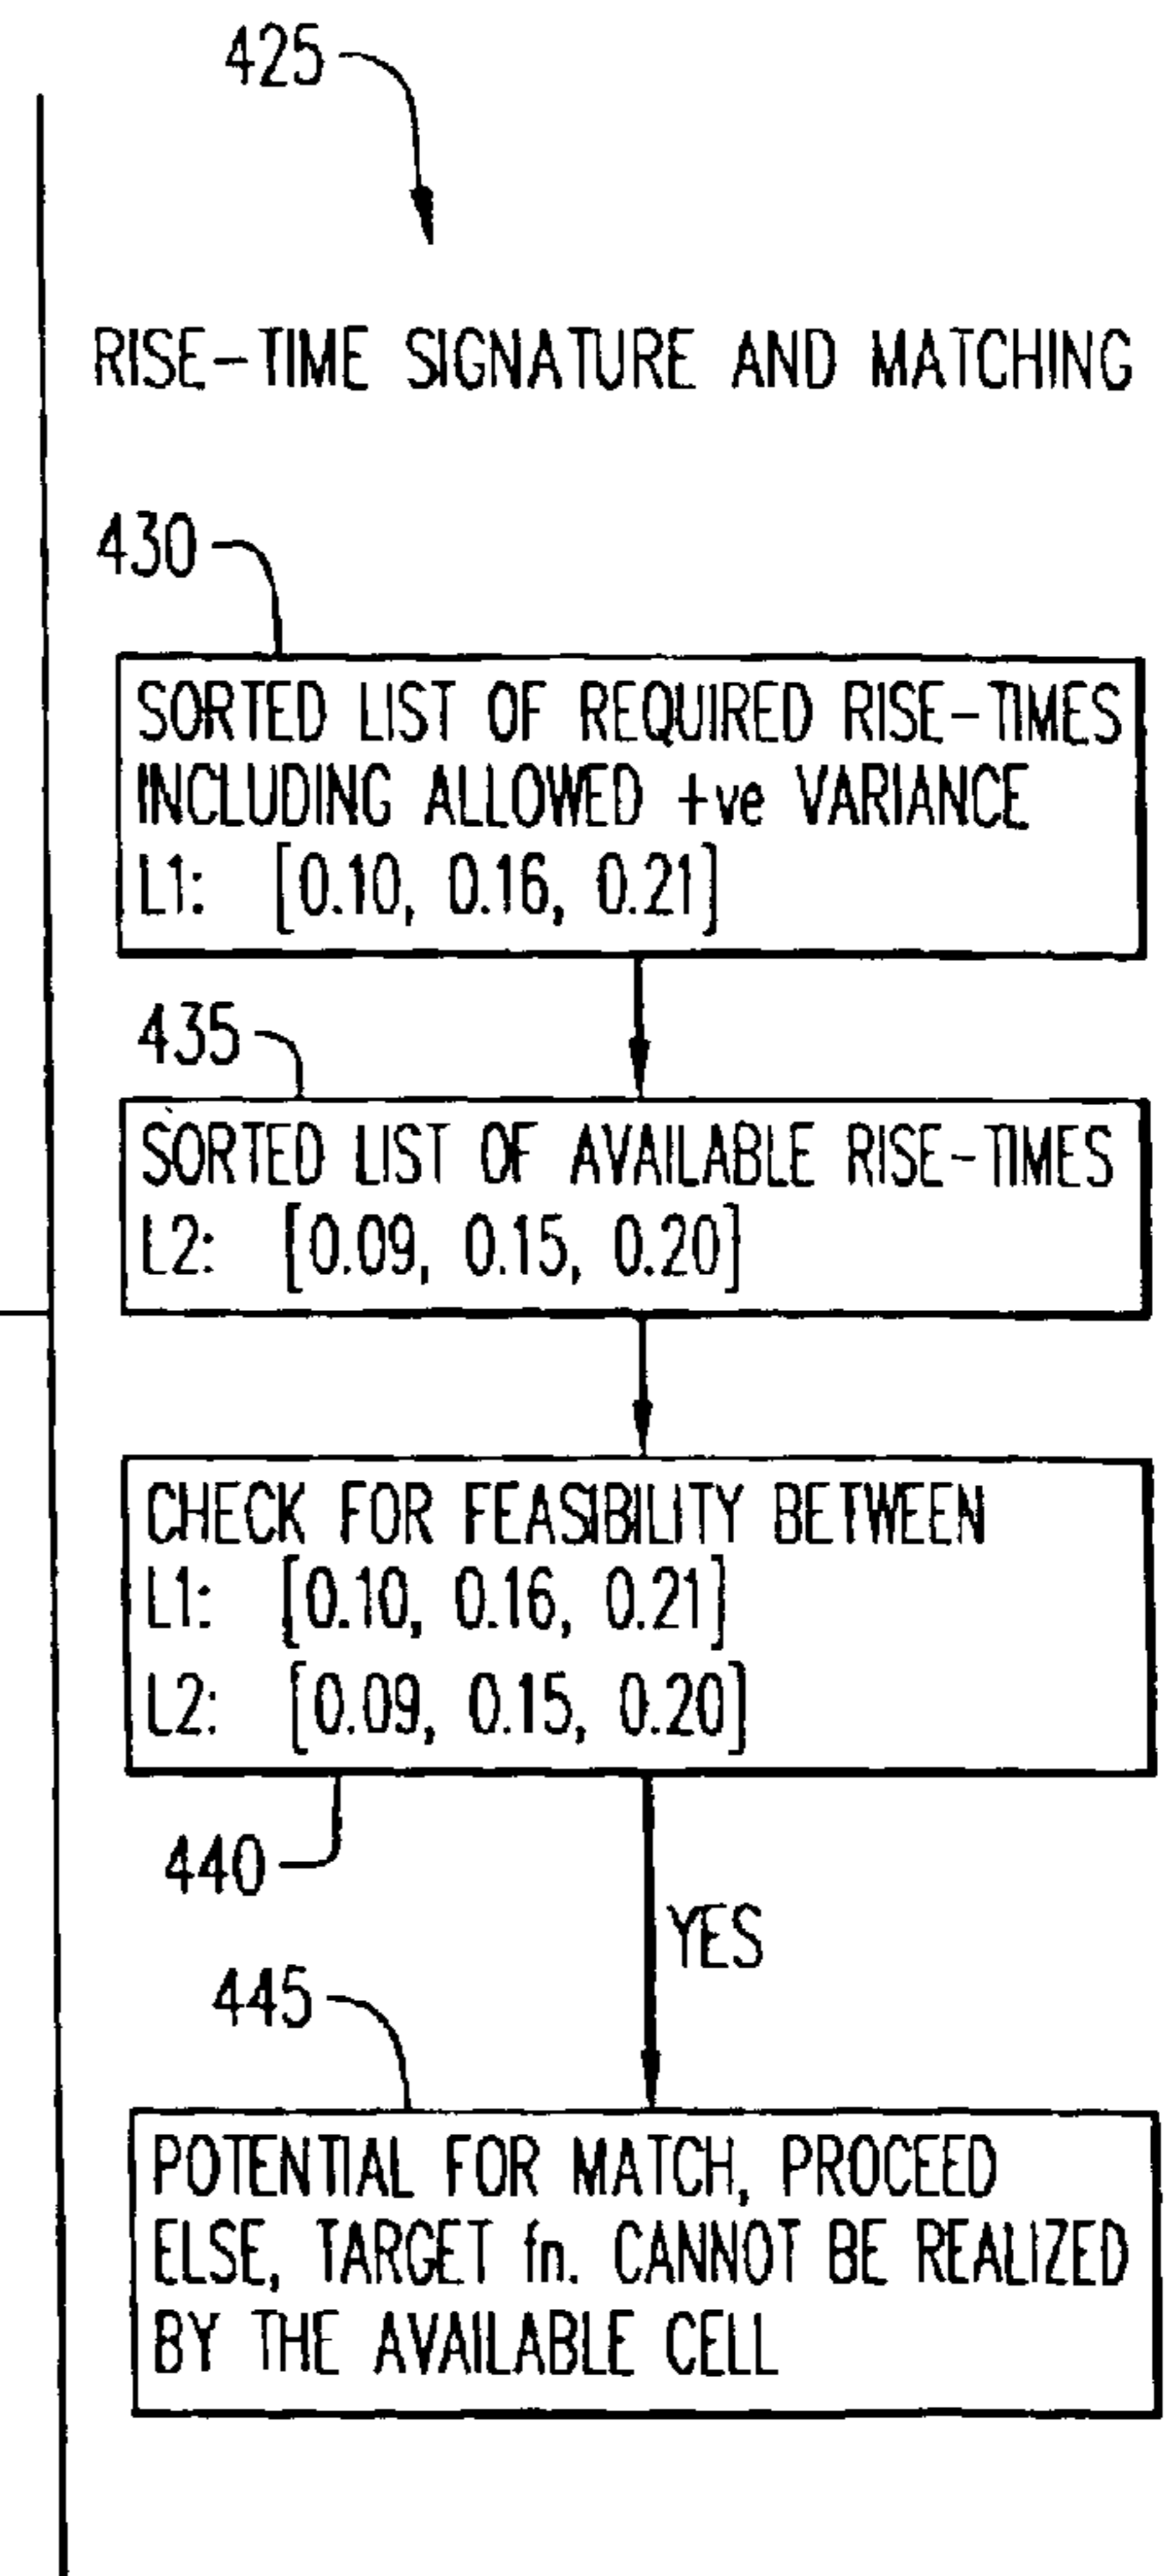 425
RISE-TIME SIGNATURE AND MATCHING
430
SORTED LIST OF REQUIRED RISE-TIMES
INCLUDING ALLOWED +ve VARIANCE
L1: [0.10, 0.16, 0.21]
435
SORTED LIST OF AVAILABLE RISE-TIMES
L2: [0.09, 0.15, 0.20]
CHECK FOR FEASIBILITY BETWEEN
L1: [0.10, 0.16, 0.21]
L2: [0.09, 0.15, 0.20]
440
YES
445
POTENTIAL FOR MATCH, PROCEED
ELSE, TARGET fn. CANNOT BE REALIZED
BY THE AVAILABLE CELL